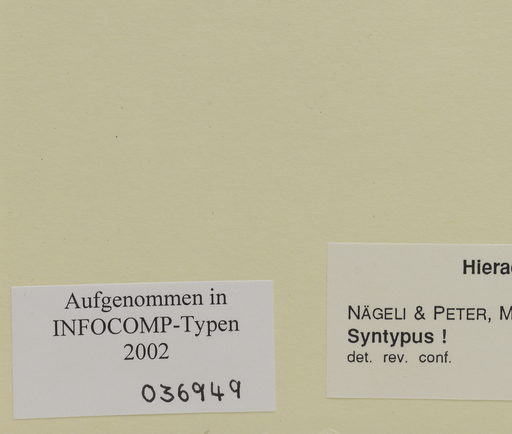 Aufgenommen in
INFOCOMP-Typen
2002
036949
NÄGELI & PETER,
Syntypus !
det. rev. conf.